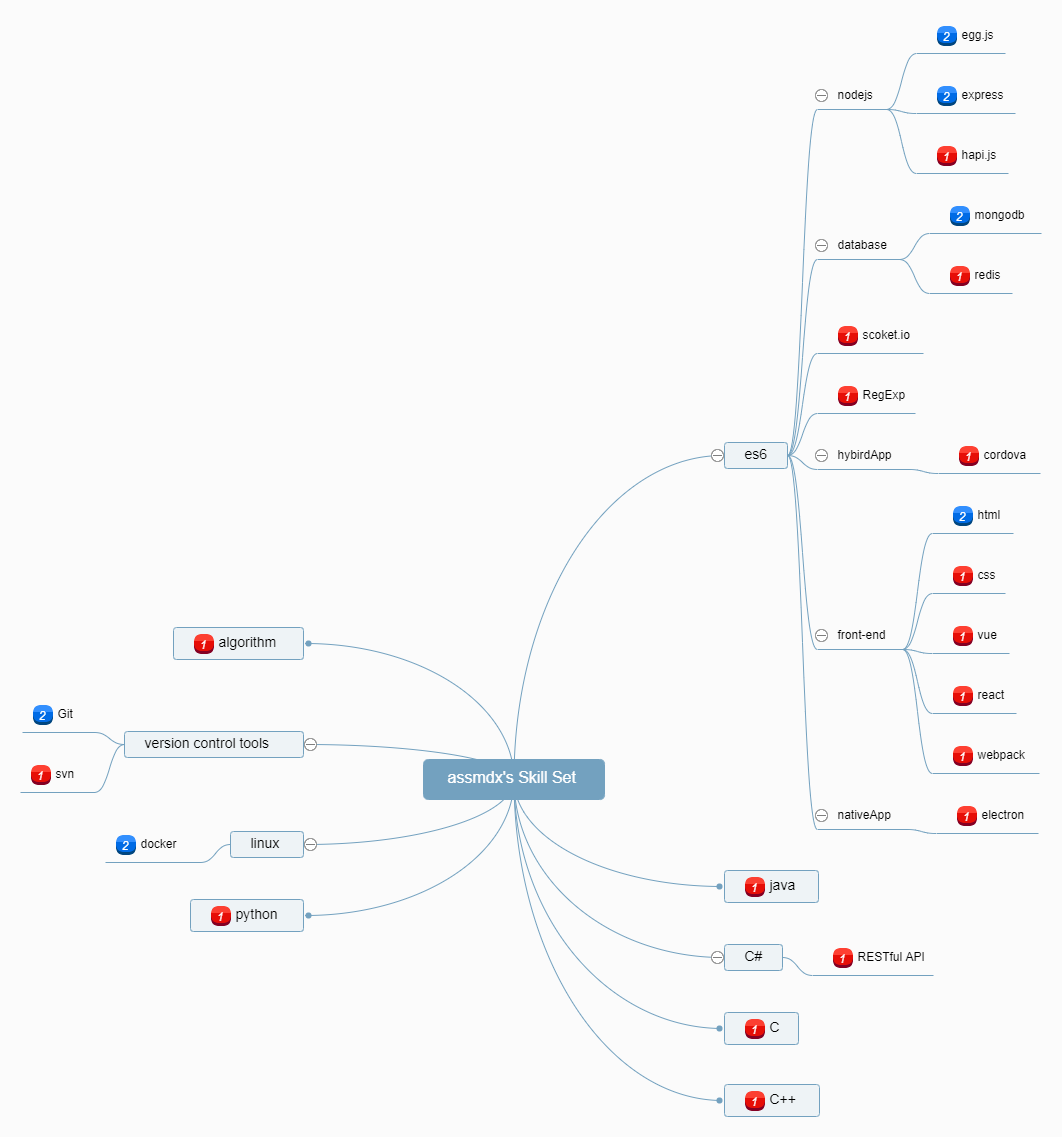 assmdx's Skill Set
es6
nodejs
2 egg.js
2 express
1 hapi.js
database
2 mongodb
1 redis
1 scoket.io
1 RegExp
hybirdApp
1 cordova
front-end
2 html
1 css
1 vue
1 react
1 webpack
nativeApp
1 electron
1 java
C#
1 RESTful API
1 C
1 C++
1 algorithm
version control tools
2 Git
1 svn
linux
2 docker
1 python